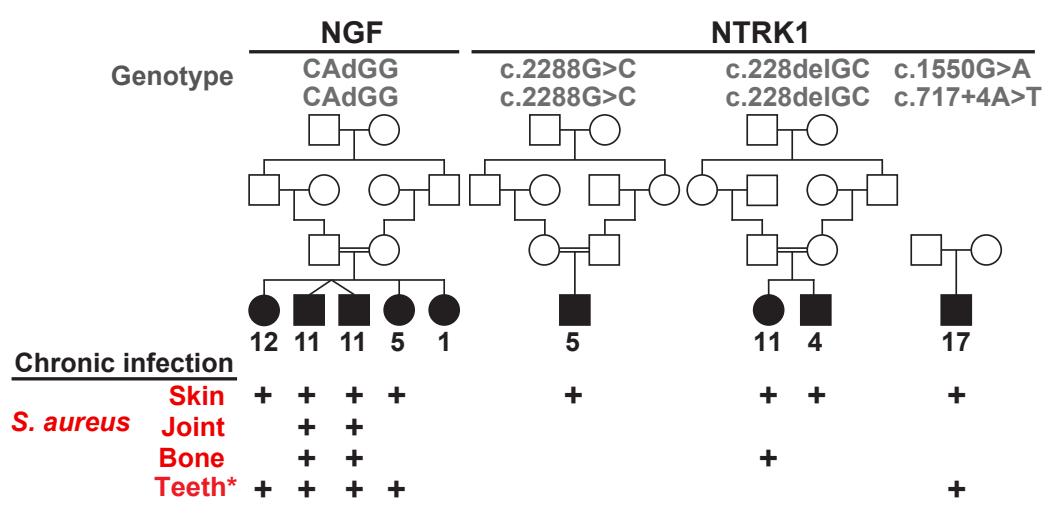 NGF NTRK1
Genotype CAdGG c.2288G>C c.228delGC c.1550G>A
CAdGG c.2288G>C c.228delGC c.717+4A>T
12 11 11 5 1 5 11 4 17
Chronic infection
Skin + + + + + + + +
S. aureus Joint + +
Bone + + +
Teeth* + + + + +